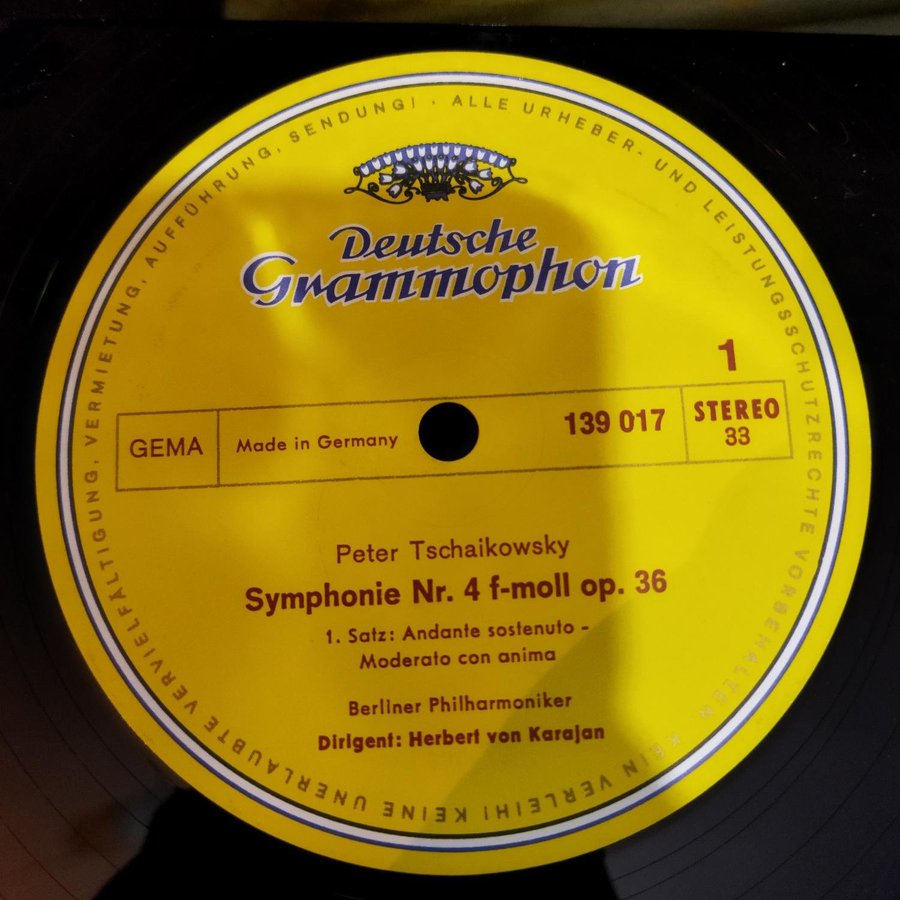 ALLE URHEBER- UND LEISTUNGSSCHUTZRECHTE VORBEHALTEN. KEIN VERLEIH! KEINE UNERLAUBTE VERVIELFÄLTIGUNG, VERMIETUNG, AUFFÜHRUNG, SENDUNG! ·
Deutsche
Grammophon
1
GEMA
Made in Germany
139 017
STEREO
33
Peter Tschaikowsky
Symphonie Nr. 4 f-moll op. 36
1. Satz: Andante sostenuto -
Moderato con anima
Berliner Philharmoniker
Dirigent: Herbert von Karajan